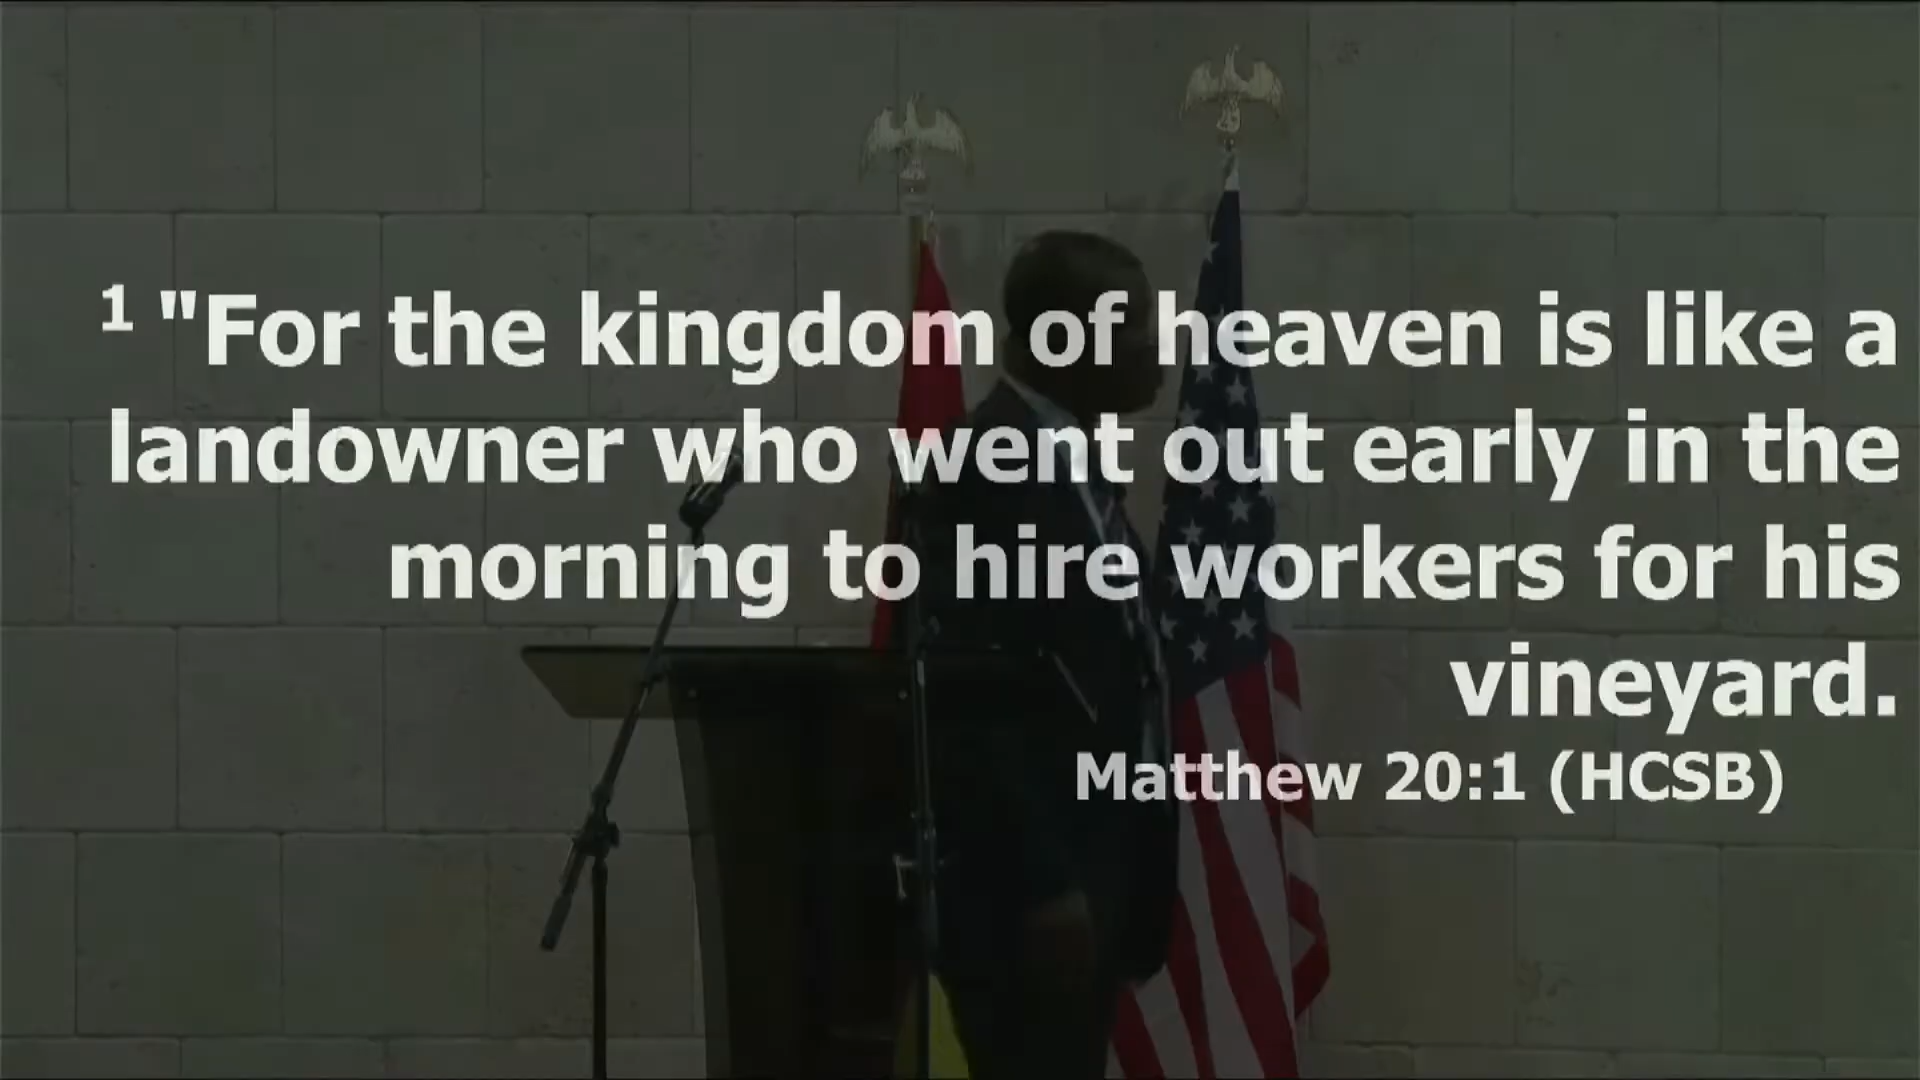 1 "For the kingdom of heaven is like a
landowner who went out early in the
morning to hire workers for his
vineyard.
Matthew 20:1 (HCSB)